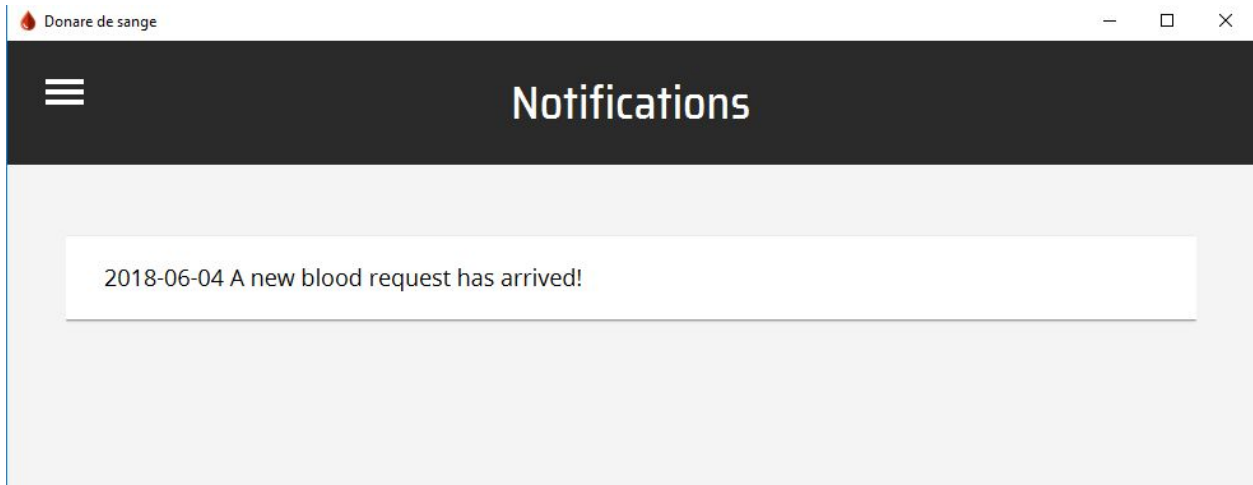 Donare de sange
Notifications
2018-06-04 A new blood request has arrived!